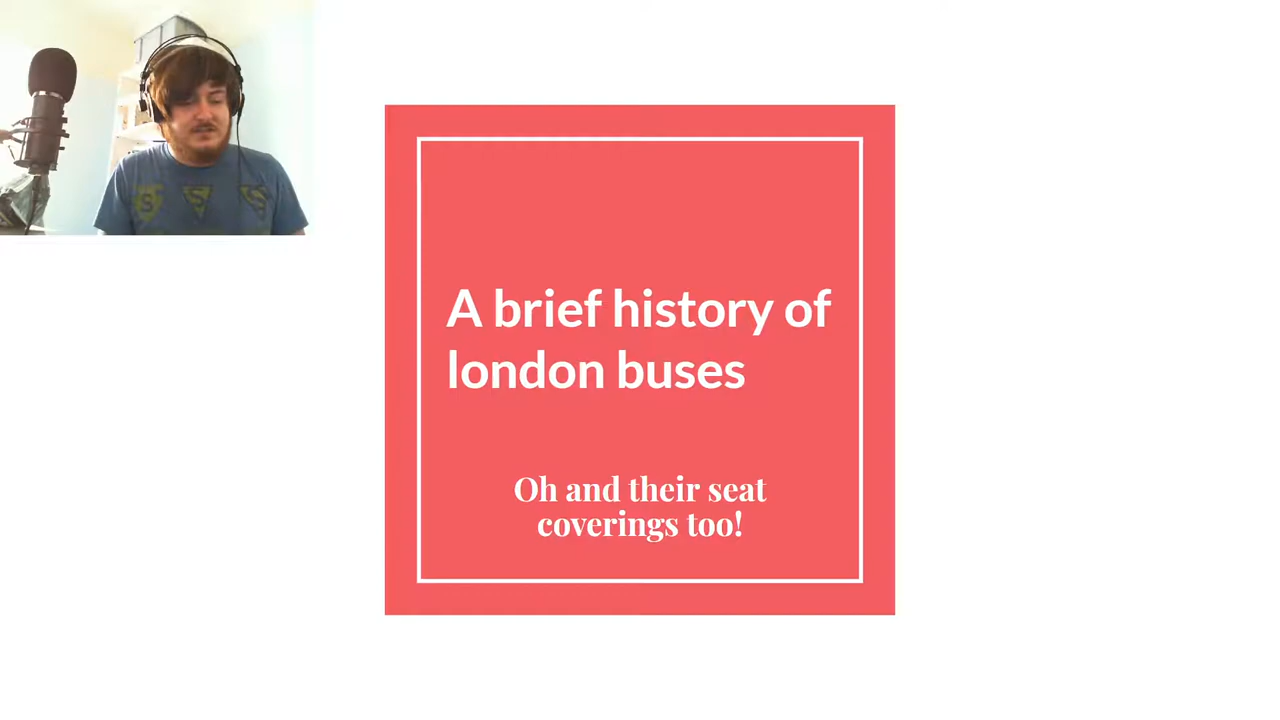 A brief history of
london buses
Oh and their seat
coverings too!
S
S
S